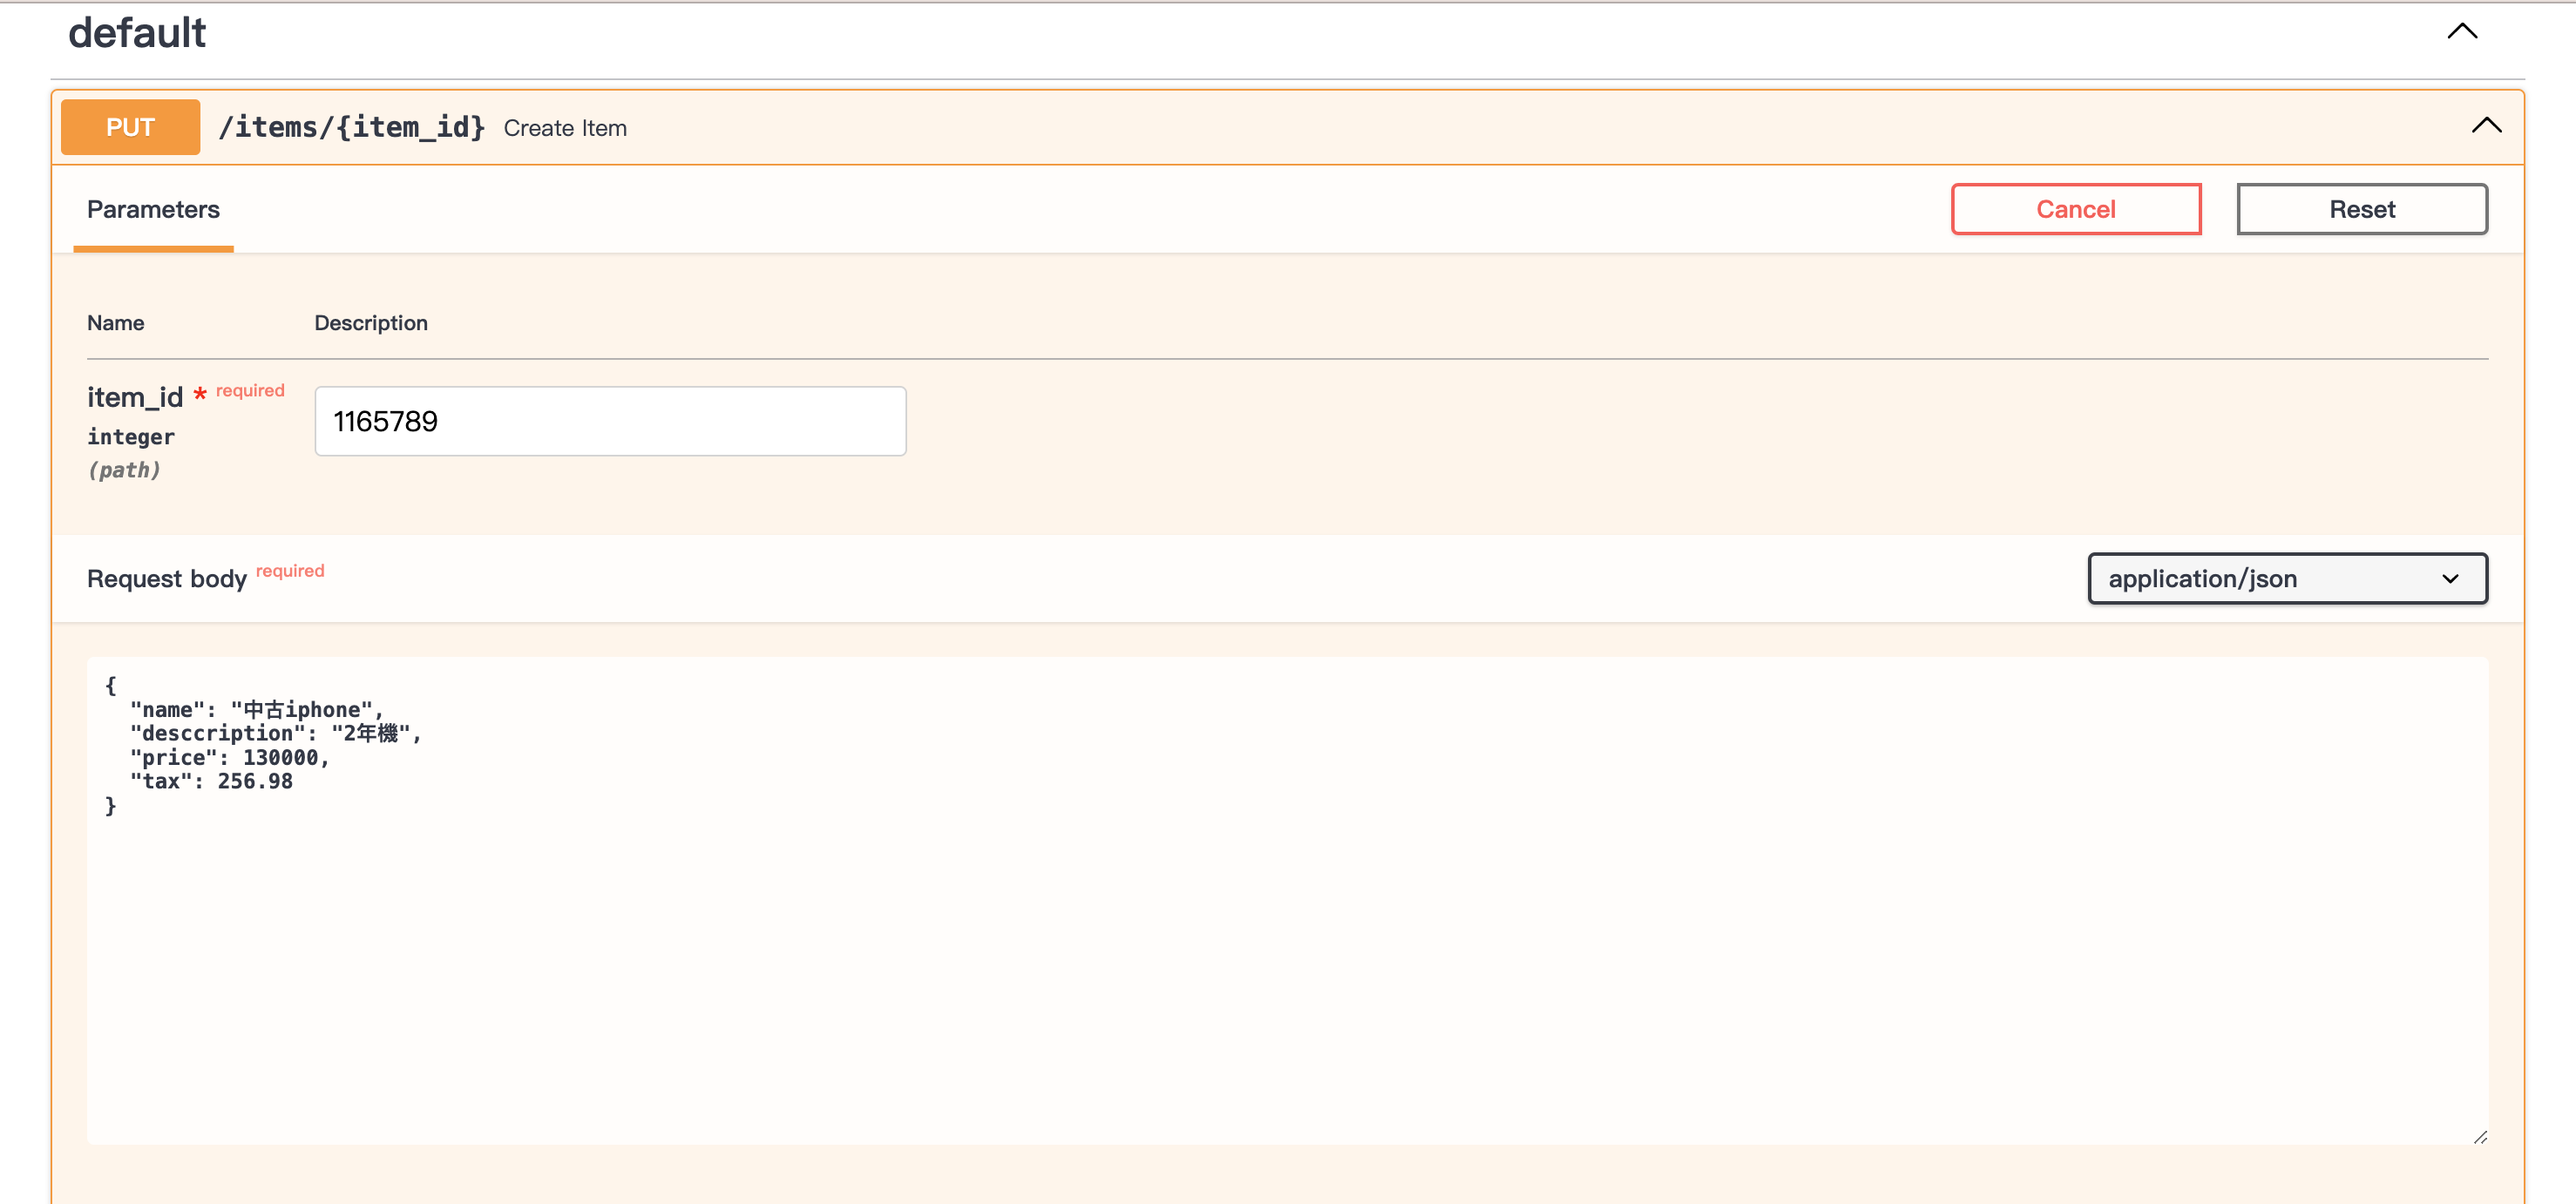 default
PUT /items/{item_id} Create Item
Parameters Cancel Reset
Name Description
item_id * required 1165789
integer
(path)
Request body required application/json
{
"name": "中古iphone",
"desccription": "2年機",
"price": 130000,
"tax": 256.98
}